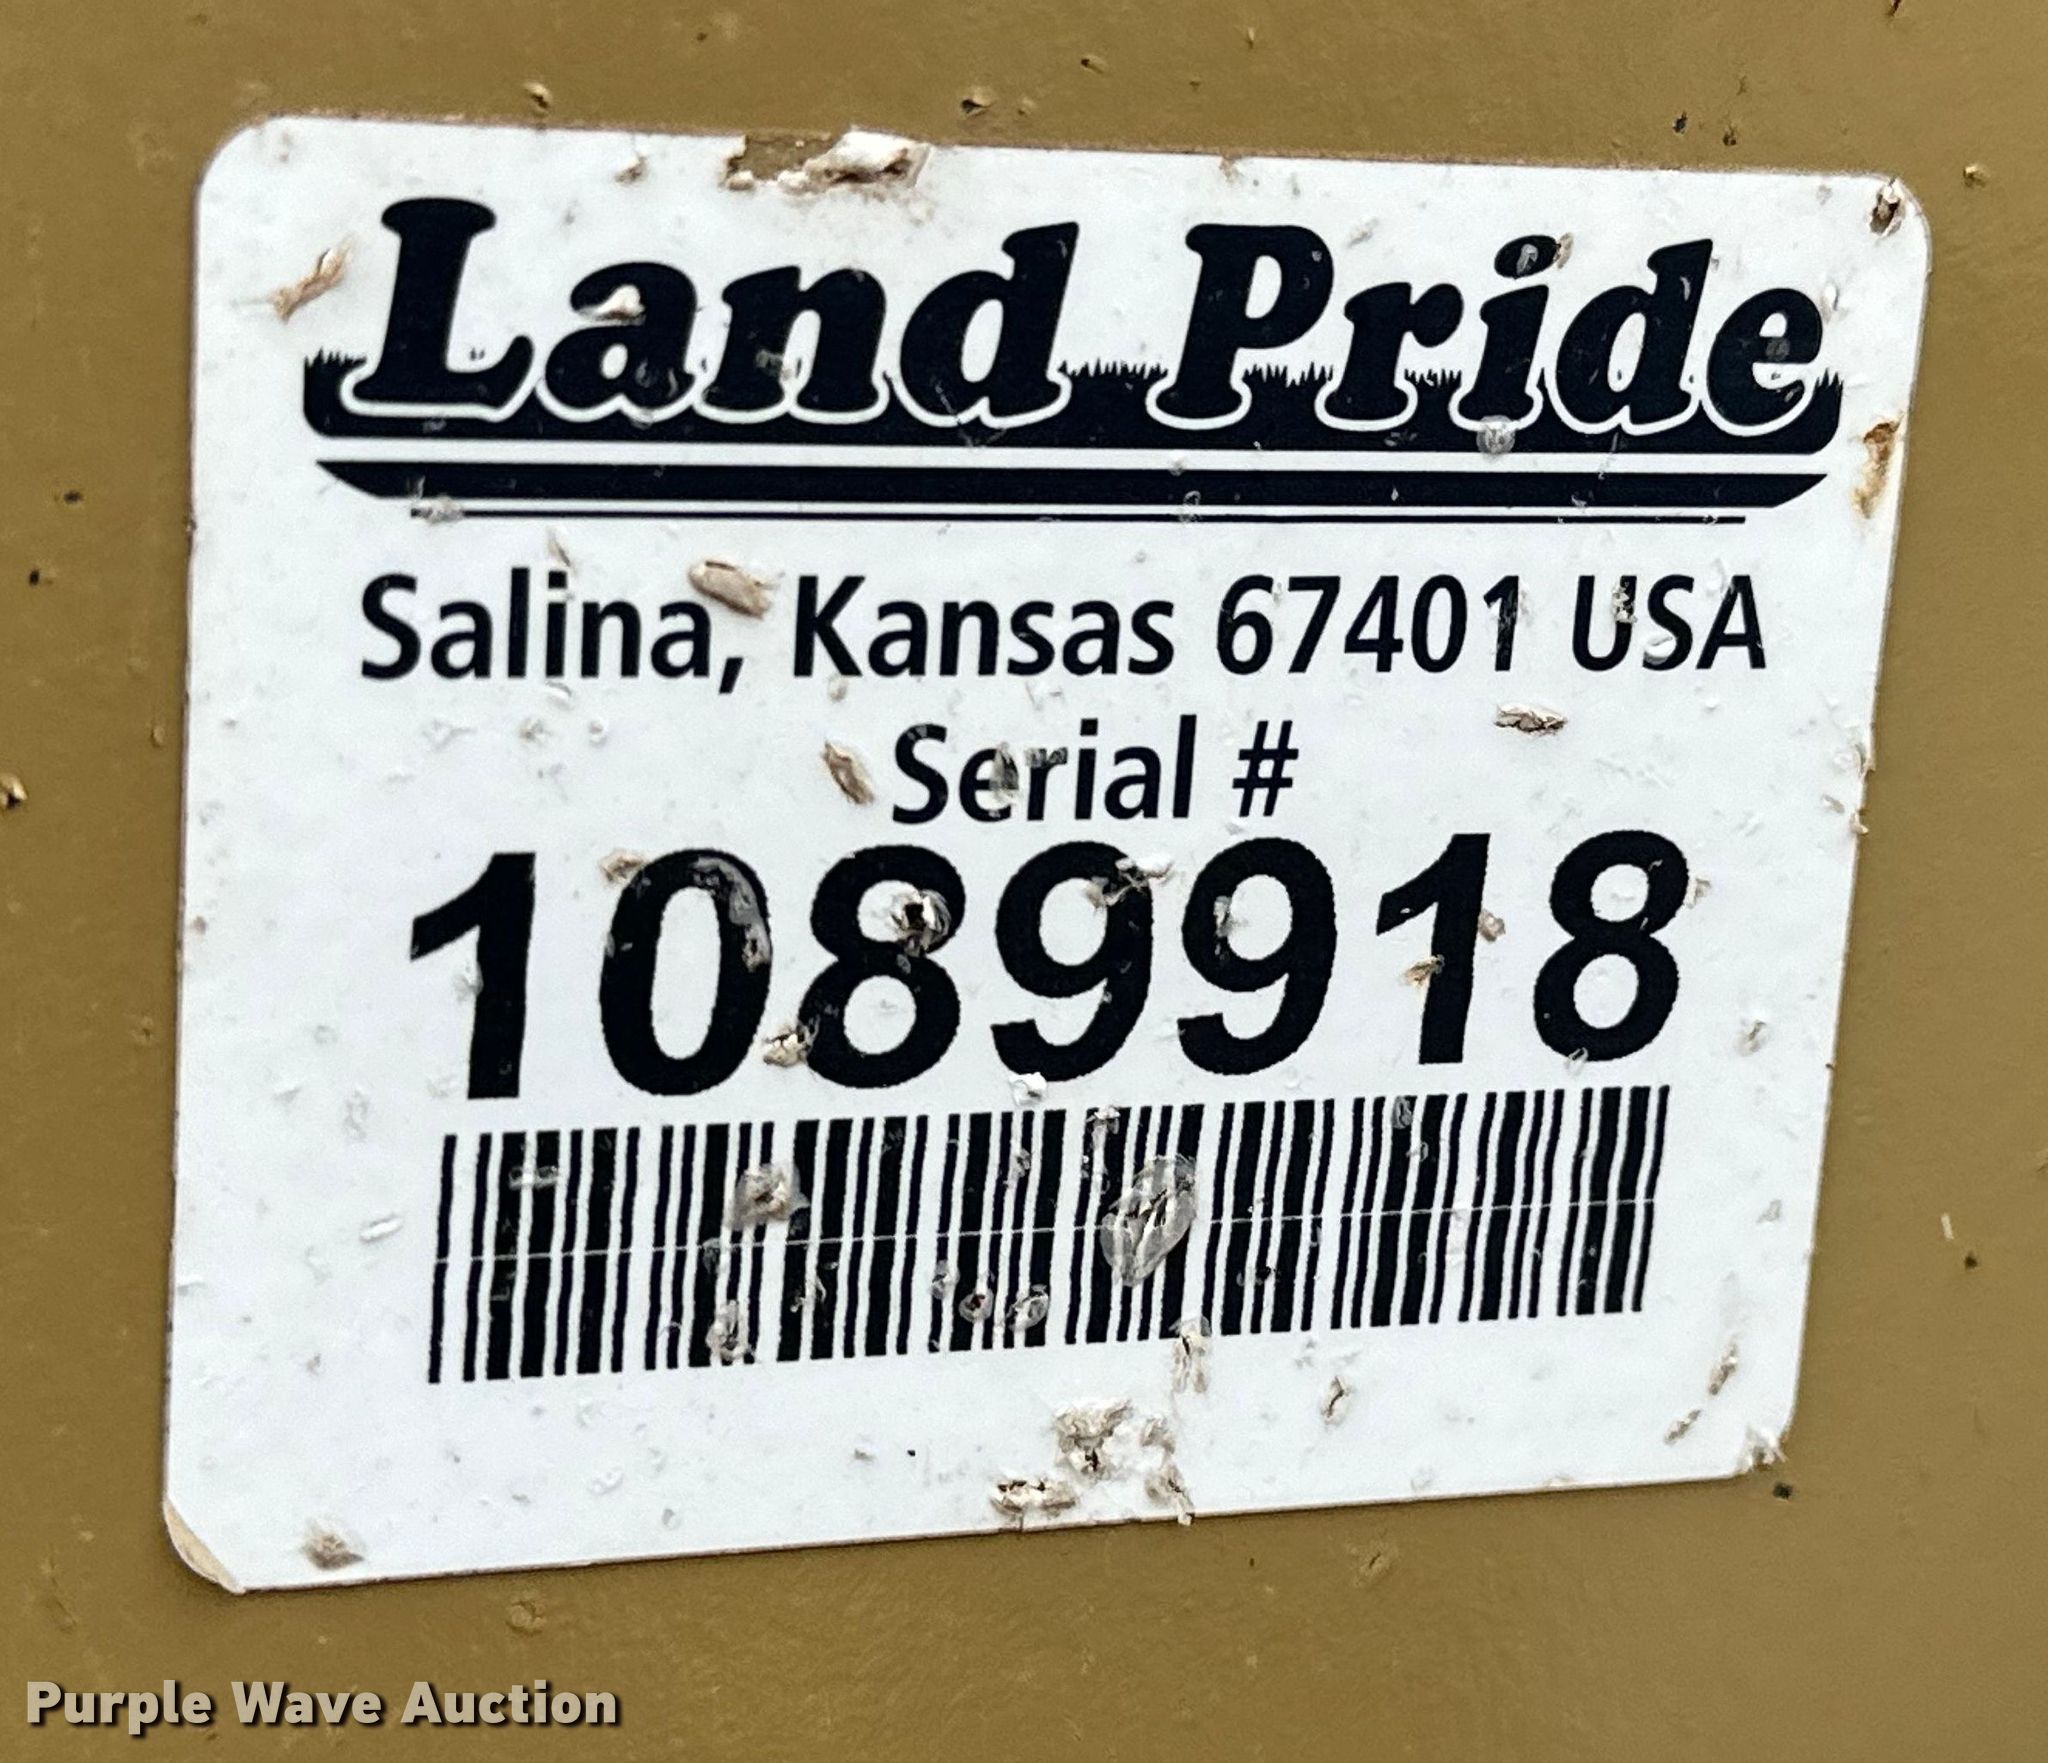 Land Pride
Salina, Kansas 67401 USA
Serial #
1089918
Purple Wave Auction